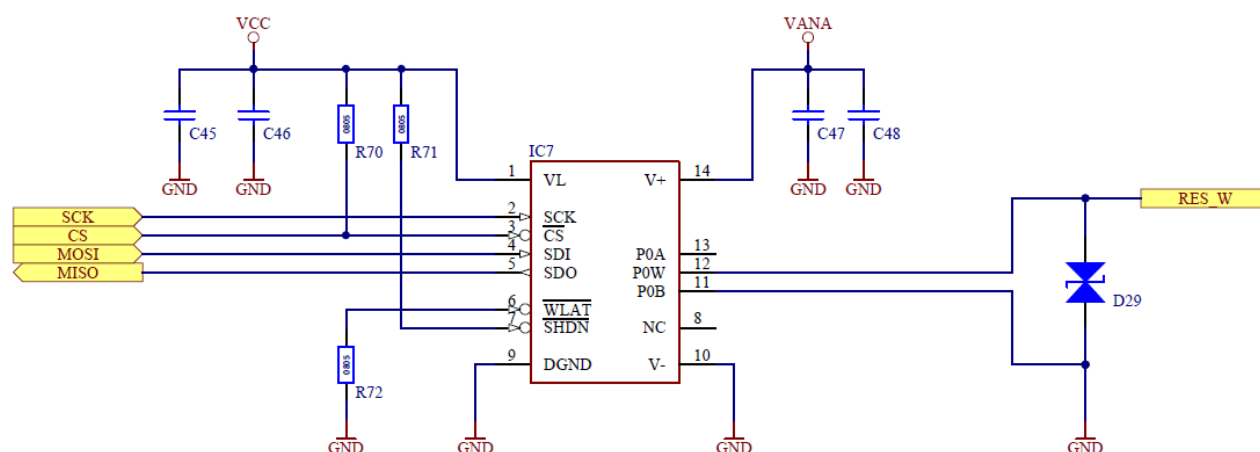 VCC
VANA
C45
C46
0805
R70
0805
R71
C47
C48
GND
GND
GND
GND
IC7
1
VL
V+
14
SCK
2
SCK
CS
3
CS
MOSI
4
SDI
P0A
13
MISO
5
SDO
P0W
12
P0B
11
RES_W
D29
6
WLAT
7
SHDN
NC
8
0805
R72
9
DGND
V-
10
GND
GND
GND
GND